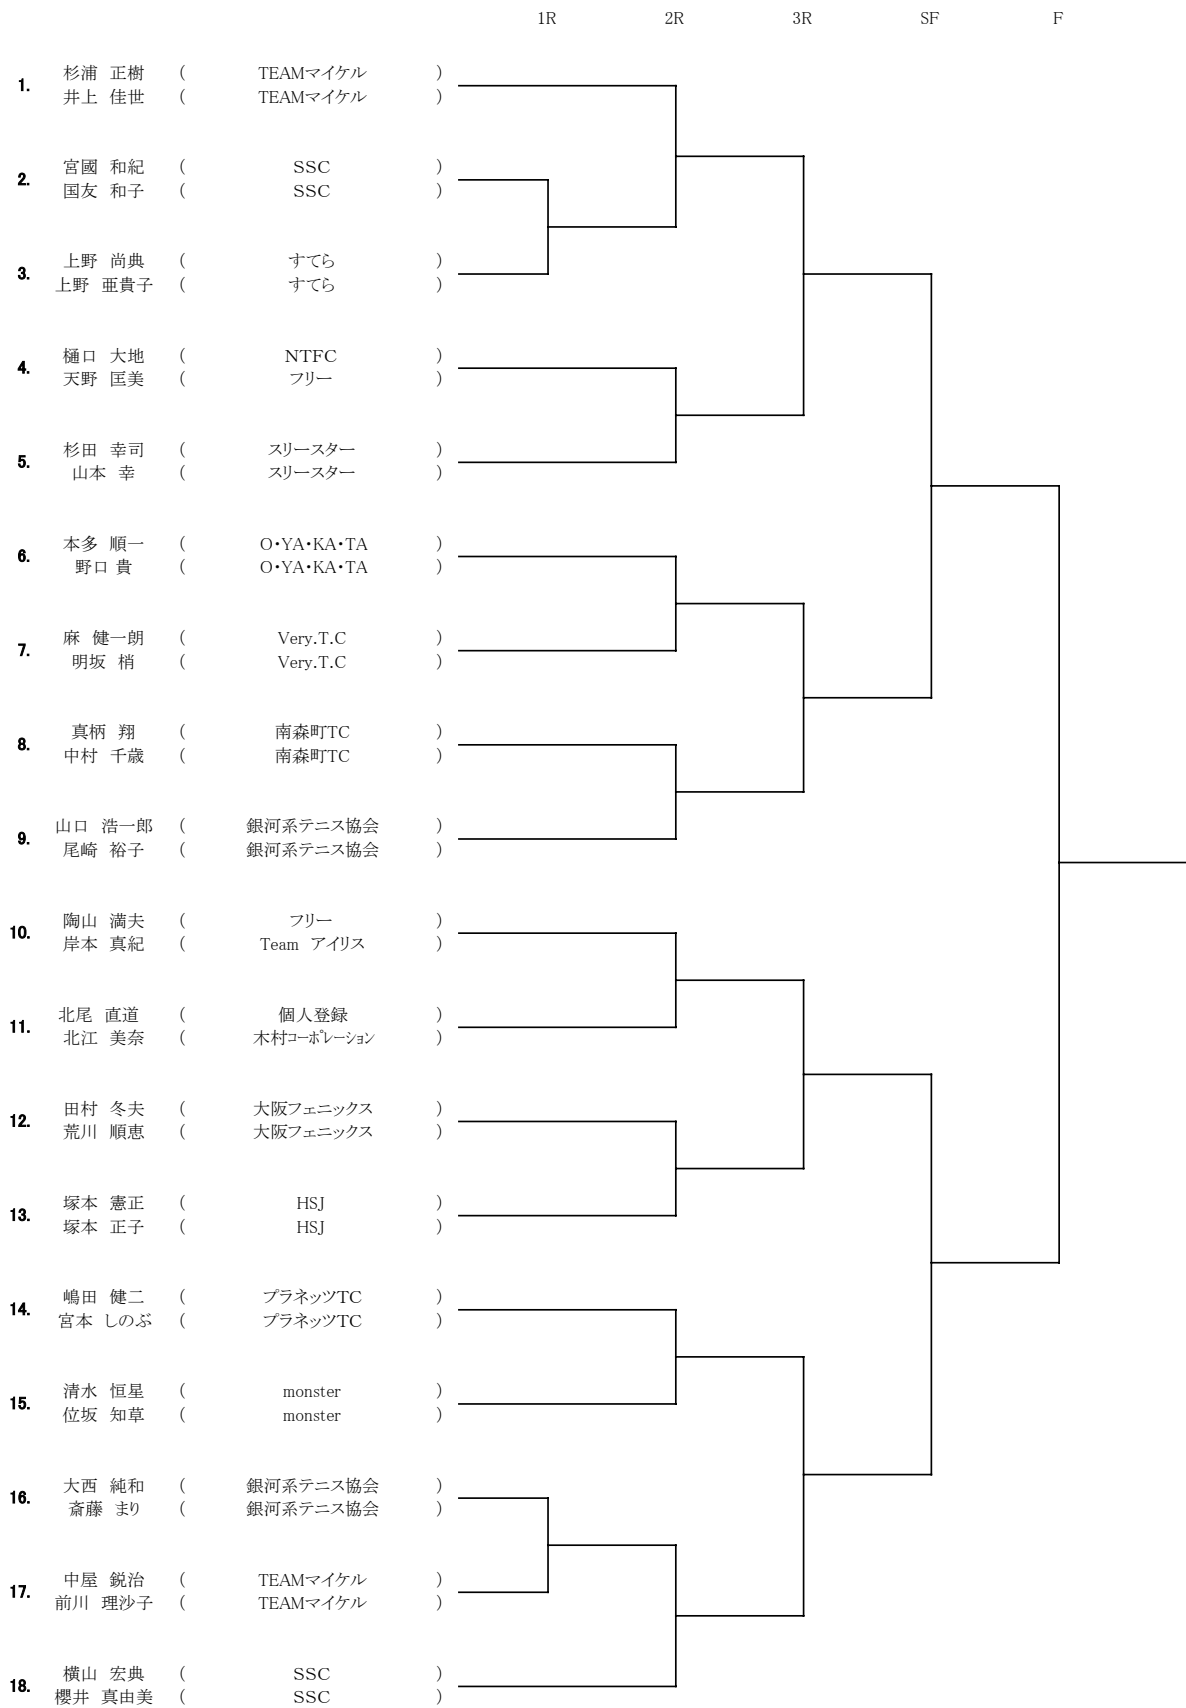 1R 2R 3R SF F
杉浦 正樹 ( TEAMマイケル )
1.
井上 佳世 ( TEAMマイケル )
宮國 和紀 ( SSC )
2.
国友 和子 ( SSC )
上野 尚典 ( すてら )
3.
上野 亜貴子 ( すてら )
樋口 大地 ( NTFC )
4.
天野 匡美 ( フリー )
杉田 幸司 ( スリースター )
5.
山本 幸 ( スリースター )
本多 順一 ( O・YA・KA・TA )
6.
野口 貴 ( O・YA・KA・TA )
麻 健一朗 ( Very.T.C )
7.
明坂 梢 ( Very.T.C )
真柄 翔 ( 南森町TC )
8.
中村 千歳 ( 南森町TC )
山口 浩一郎 ( 銀河系テニス協会 )
9.
尾崎 裕子 ( 銀河系テニス協会 )
陶山 満夫 ( フリー )
10.
岸本 真紀 ( Team アイリス )
北尾 直道 ( 個人登録 )
11.
北江 美奈 ( 木村コーポレーション )
田村 冬夫 ( 大阪フェニックス )
12.
荒川 順恵 ( 大阪フェニックス )
塚本 憲正 ( HSJ )
13.
塚本 正子 ( HSJ )
嶋田 健二 ( プラネッツTC )
14.
宮本 しのぶ ( プラネッツTC )
清水 恒星 ( monster )
15.
位坂 知草 ( monster )
大西 純和 ( 銀河系テニス協会 )
16.
斎藤 まり ( 銀河系テニス協会 )
中屋 鋭治 ( TEAMマイケル )
17.
前川 理沙子 ( TEAMマイケル )
横山 宏典 ( SSC )
18.
櫻井 真由美 ( SSC )